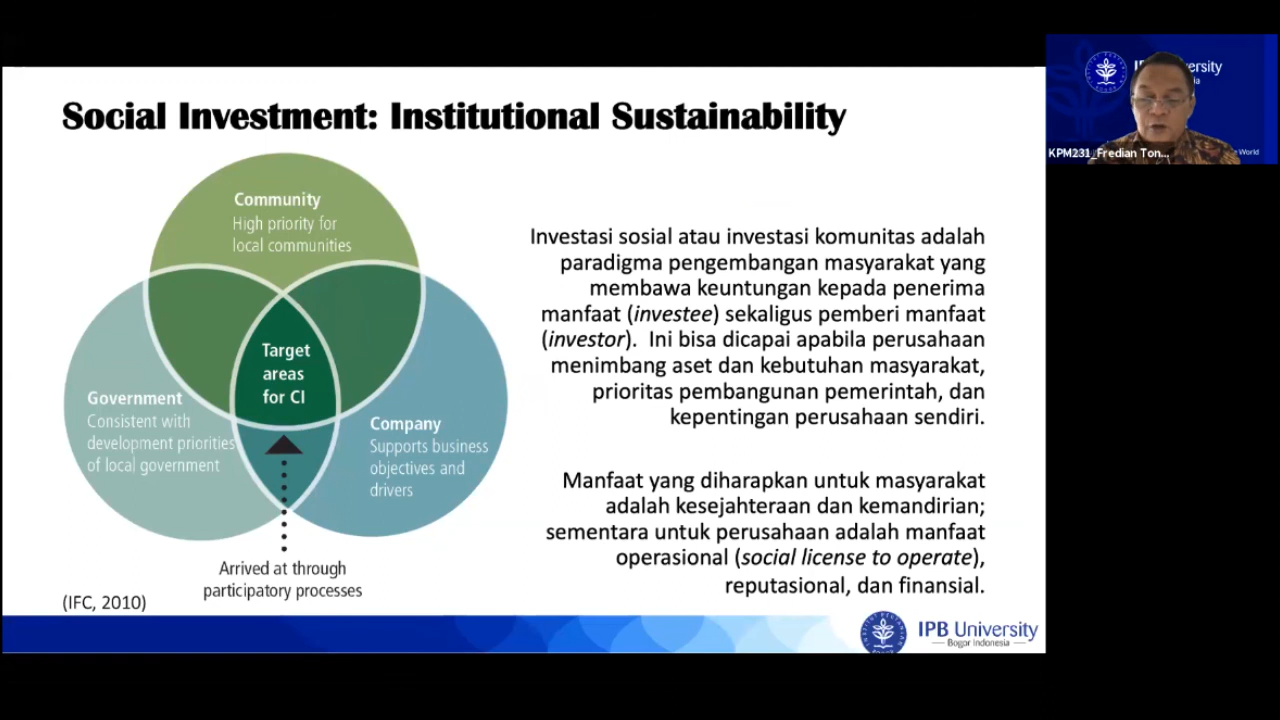 Social Investment: Institutional Sustainability
Community
High priority for
local communities
Target
areas
for CI
Government
Consistent with
development priorities
of local government
Company
Supports business
objectives and
drivers
Arrived at through
participatory processes
(IFC, 2010)
Investasi sosial atau investasi komunitas adalah
paradigma pengembangan masyarakat yang
membawa keuntungan kepada penerima
manfaat (investee) sekaligus pemberi manfaat
(investor). Ini bisa dicapai apabila perusahaan
menimbang aset dan kebutuhan masyarakat,
prioritas pembangunan pemerintah, dan
kepentingan perusahaan sendiri.
Manfaat yang diharapkan untuk masyarakat
adalah kesejahteraan dan kemandirian;
sementara untuk perusahaan adalah manfaat
operasional (social license to operate),
reputasional, dan finansial.
IPB University
Bogor Indonesia
KPM231_Fredian Ton...
World